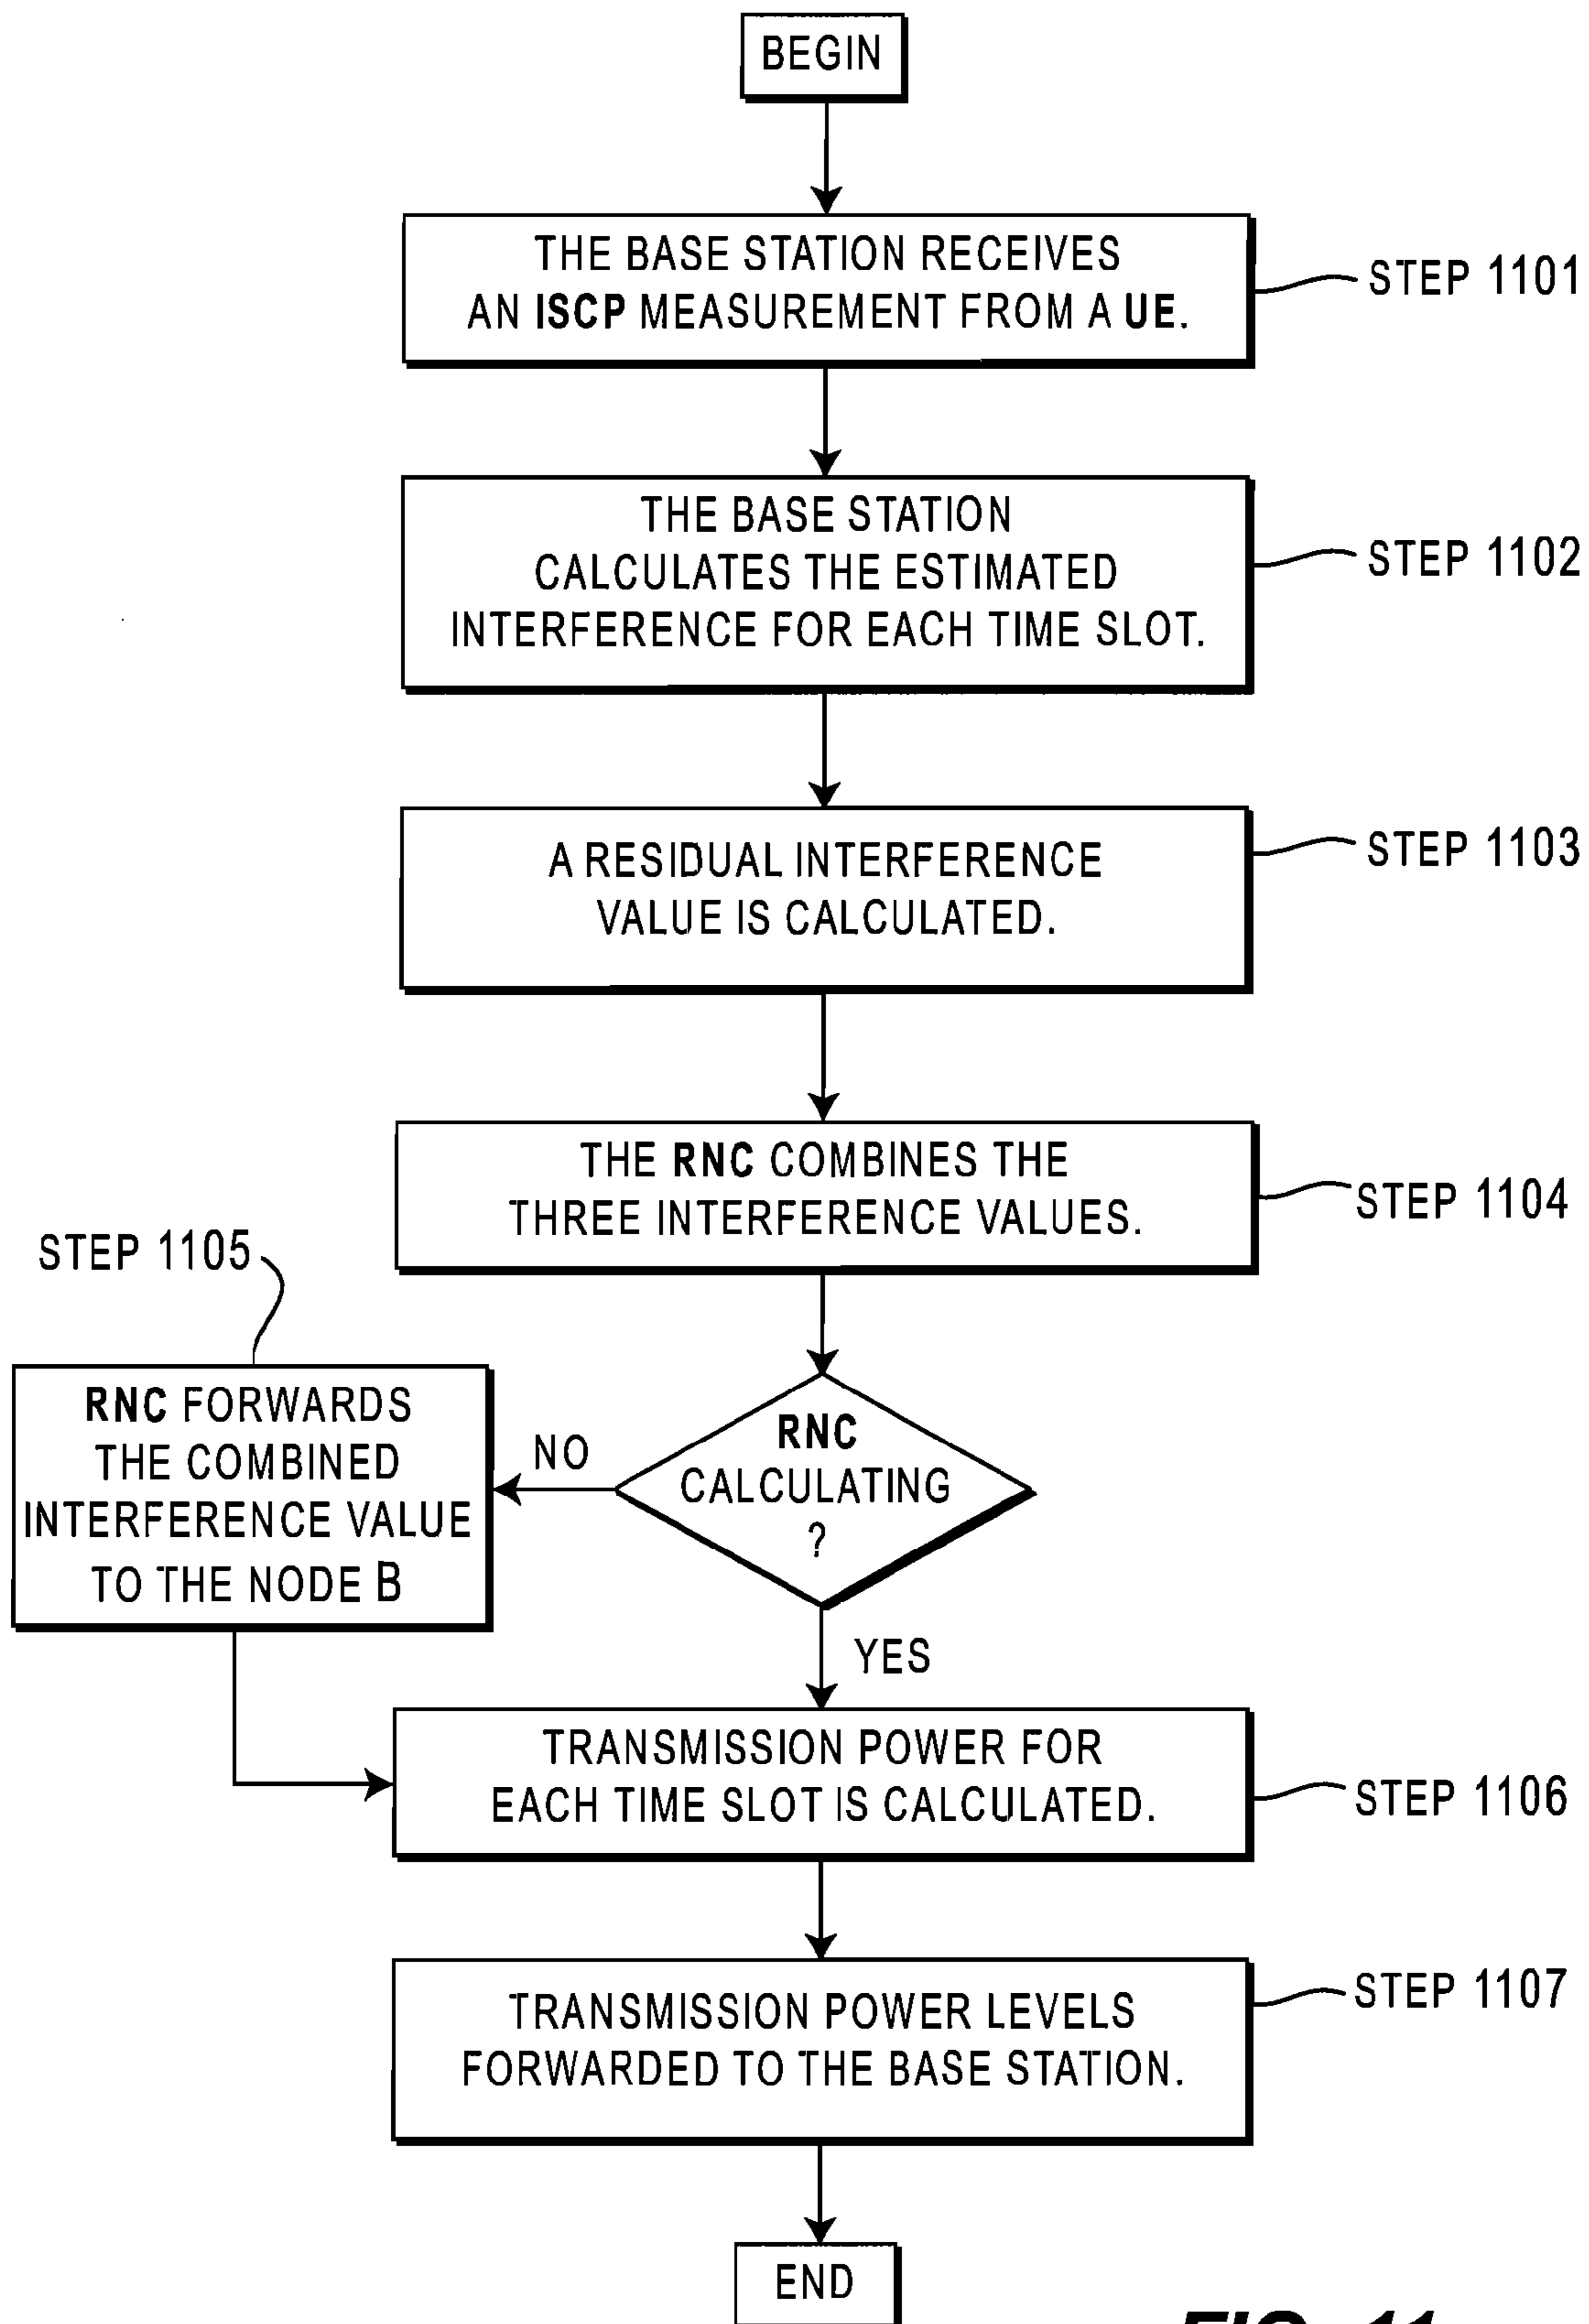 BEGIN
THE BASE STATION RECEIVES
AN ISCP MEASUREMENT FROM A UE.
STEP 1101
THE BASE STATION
CALCULATES THE ESTIMATED
INTERFERENCE FOR EACH TIME SLOT.
STEP 1102
A RESIDUAL INTERFERENCE
VALUE IS CALCULATED.
STEP 1103
THE RNC COMBINES THE
THREE INTERFERENCE VALUES.
STEP 1104
STEP 1105
RNC FORWARDS
THE COMBINED
INTERFERENCE VALUE
TO THE NODE B
NO
RNC
CALCULATING
?
YES
TRANSMISSION POWER FOR
EACH TIME SLOT IS CALCULATED.
STEP 1106
TRANSMISSION POWER LEVELS
FORWARDED TO THE BASE STATION.
STEP 1107
END
FIG. 11